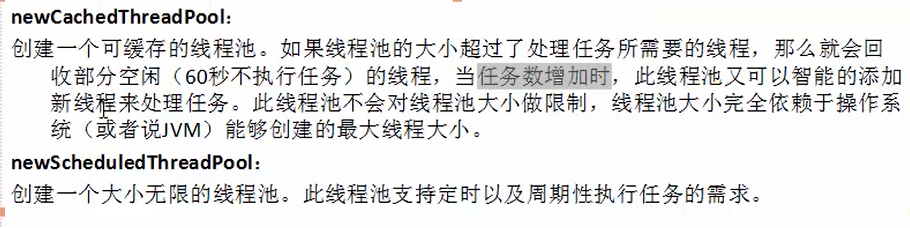 newCachedThreadPool：
创建一个可缓存的线程池。如果线程池的大小超过了处理任务所需要的线程，那么就会回
收部分空闲（60秒不执行任务）的线程，当任务数增加时，此线程池又可以智能的添加
新线程来处理任务。此线程池不会对线程池大小做限制，线程池大小完全依赖于操作系
统（或者说JVM）能够创建的最大线程大小。
newScheduledThreadPool：
创建一个大小无限的线程池。此线程池支持定时以及周期性执行任务的需求。